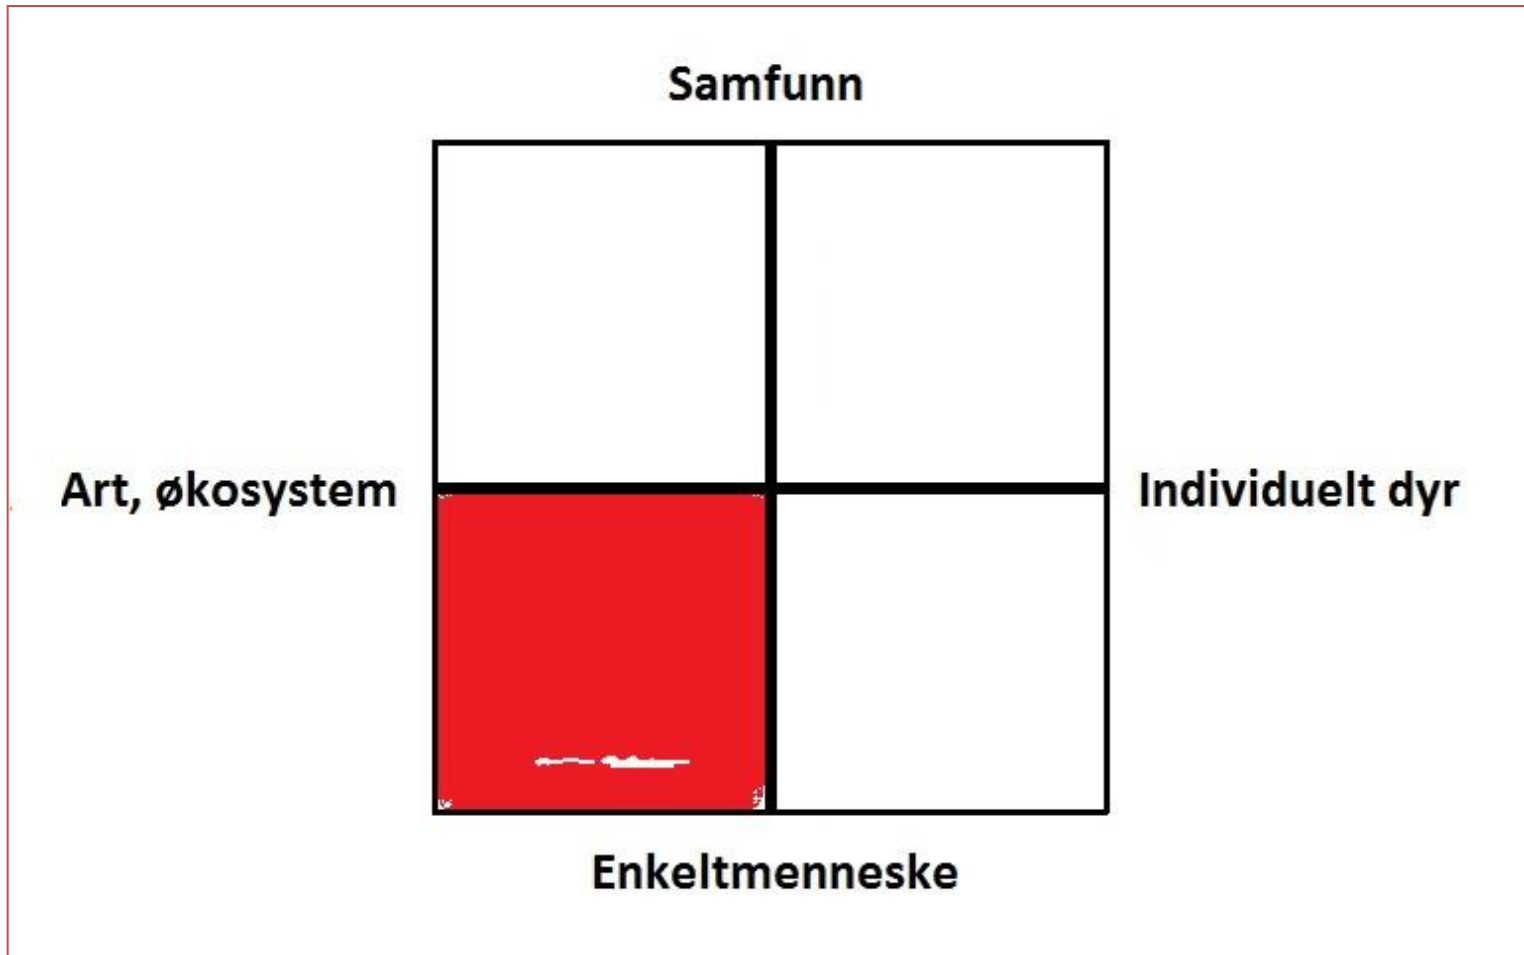 Samfunn
Art, økosystem
Individuelt dyr
Enkeltmenneske